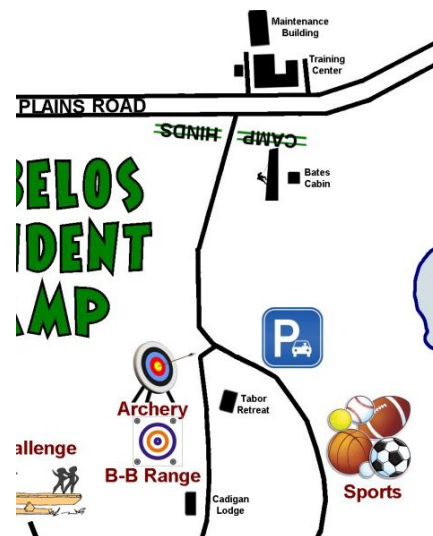 Maintenance
Building
Training
Center
PLAINS ROAD
CAMP HINDS
Bates
Cabin
BELOS
IDENT
AMP
P
Archery
Tabor
Retreat
allenge
B-B Range
Sports
Cadigan
Lodge